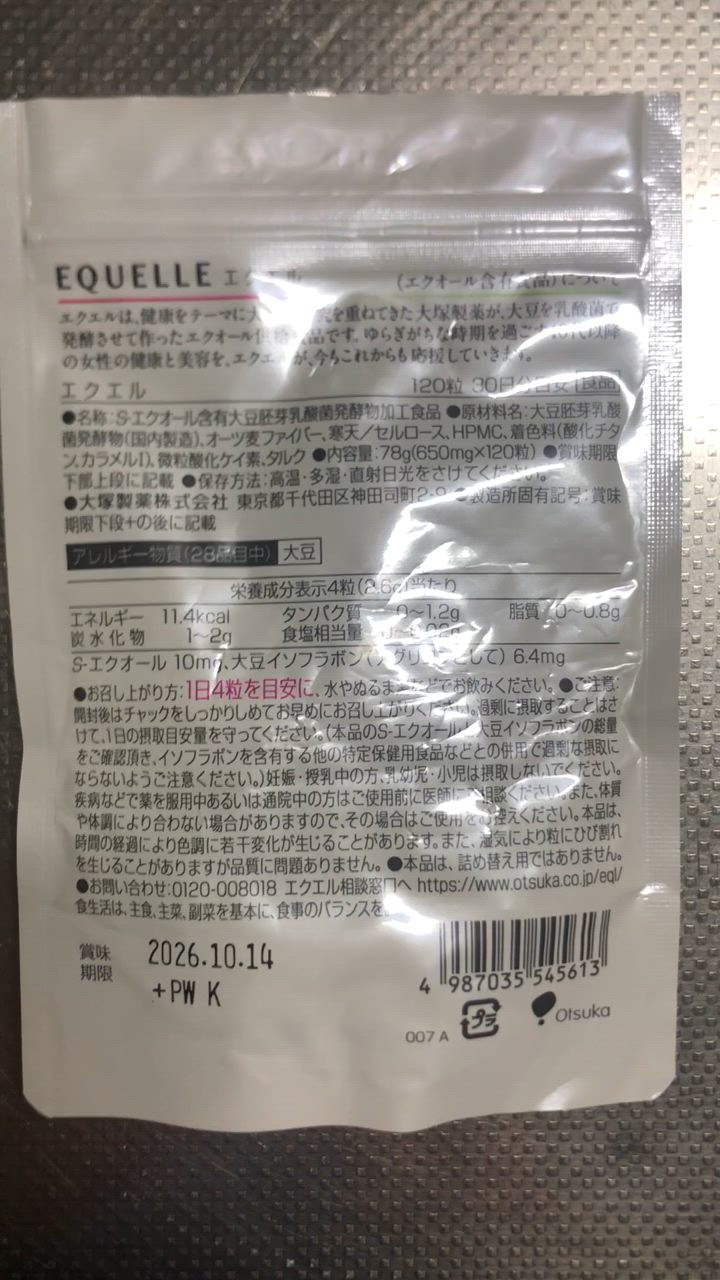 EQUELLE エクエル (エクオール含有食品)について
エクエルは、健康をテーマに大 究を重ねてきた大塚製薬が、大豆を乳酸菌で
発酵させて作ったエクオール 食品です。ゆらぎがちな時期を過ごす40代以降
の女性の健康と美容を、エクエルが、今もこれからも応援していきます。
エクエル 120粒 30日分目安 [食品]
●名称:S-エクオール含有大豆胚芽乳酸菌発酵物加工食品 ●原材料名:大豆胚芽乳酸
菌発酵物(国内製造)、オーツ麦ファイバー、寒天/セルロース、HPMC、着色料(酸化チタ
ン、カラメルI)、微粒酸化ケイ素、タルク ●内容量:78g(650mg×120粒) ●賞味期限:
下部上段に記載 ●保存方法:高温・多湿・直射日光をさけてください。
●大塚製薬株式会社 東京都千代田区神田司町2-9 ●製造所固有記号:賞味
期限下段+の後に記載
アレルギー物質(28品目中) 大豆
栄養成分表示4粒(2.6g)当たり
エネルギー 11.4kcal タンパク質 0〜1.2g 脂質 0〜0.8g
炭水化物 1〜2g 食塩相当量
S-エクオール 10mg、大豆イソフラボン(アグリコンとして) 6.4mg
●お召し上がり方:1日4粒を目安に、水やぬるま湯などでお飲みください。●ご注意:
開封後はチャックをしっかりしめてお早めにお召し上がりください。過剰に摂取することはさ
けて、1日の摂取目安量を守ってください。(本品のS-エクオールと大豆イソフラボンの総量
をご確認頂き、イソフラボンを含有する他の特定保健用食品などとの併用で過剰な摂取に
ならないようご注意ください。)妊娠・授乳中の方、乳幼児・小児は摂取しないでください。
疾病などで薬を服用中あるいは通院中の方はご使用前に医師にご相談ください。また、体質
や体調により合わない場合がありますので、その場合はご使用をお控えください。本品は、
時間の経過により色調に若干変化が生じることがあります。また、湿気により粒にひび割れ
を生じることがありますが品質に問題ありません。●本品は、詰め替え用ではありません。
●お問い合わせ:0120-008018 エクエル相談窓口へ https://www.otsuka.co.jp/eql/
食生活は、主食、主菜、副菜を基本に、食事のバランスを。
賞味
期限
2026.10.14
+PW K
4 987035 545613
プラ
Otsuka
007 A